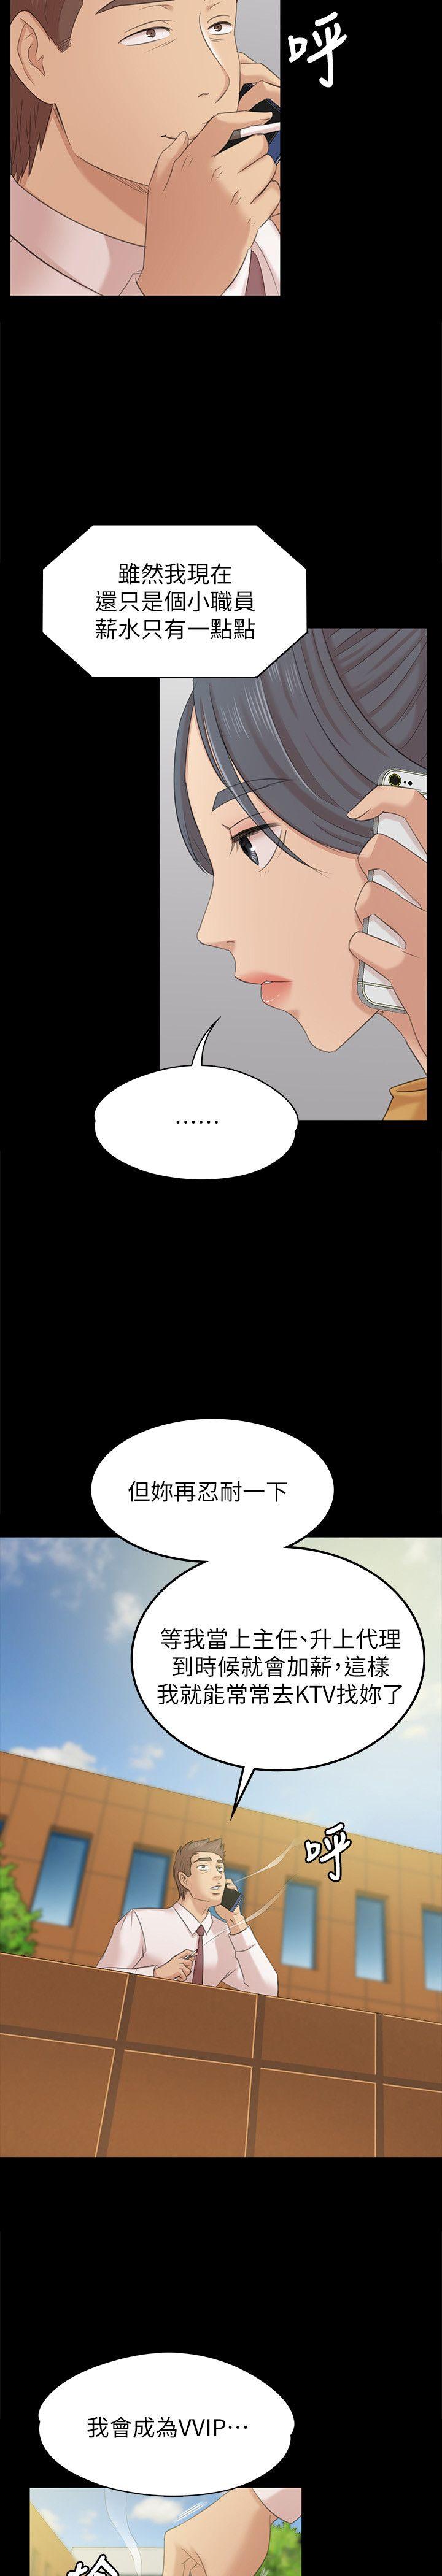 呼
雖然我現在
還只是個小職員
薪水只有一點點
……
但妳再忍耐一下
等我當上主任、升上代理
到時候就會加薪，這樣
我就能常常去KTV找妳了
呼
我會成為VVIP…